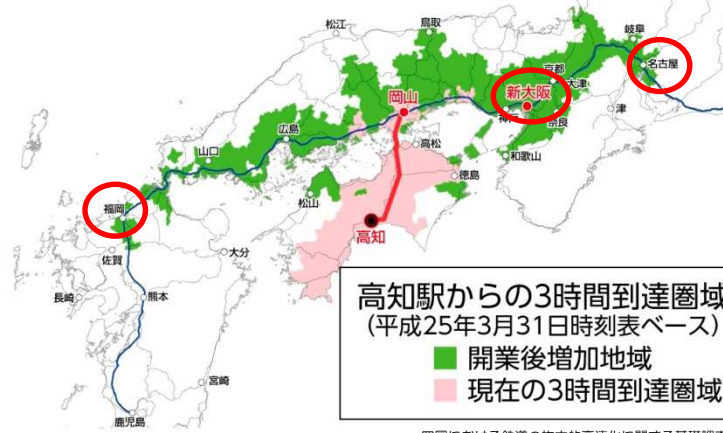 松江
鳥取
岐阜
名古屋
京都
大津
新大阪
岡山
神戸
奈良
津
広島
山口
高松
和歌山
徳島
松山
福岡
高知
佐賀
大分
長崎
熊本
宮崎
鹿児島
高知駅からの3時間到達圏域
(平成25年3月31日時刻表ベース)
開業後増加地域
現在の3時間到達圏域